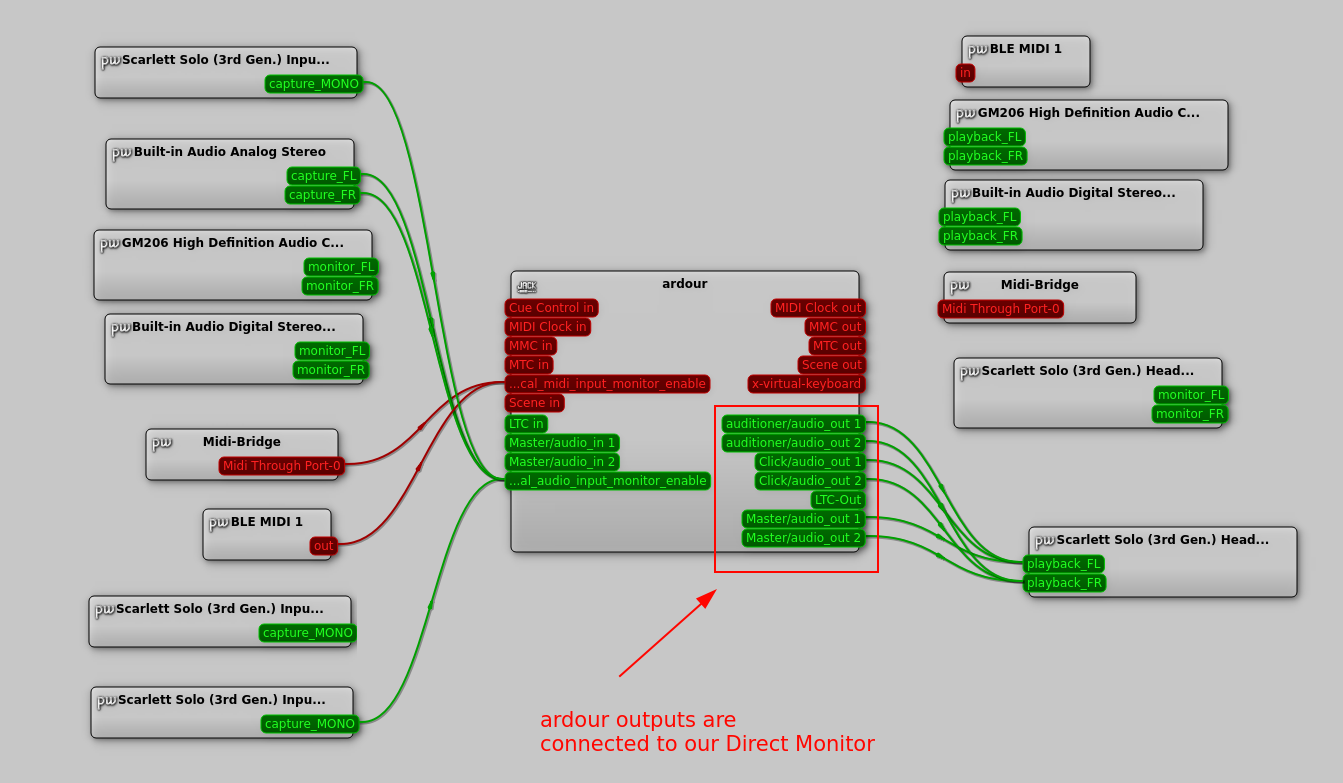 pw Scarlett Solo (3rd Gen.) Inpu...
capture_MONO
pw Built-in Audio Analog Stereo
capture_FL
capture_FR
pw GM206 High Definition Audio C...
monitor_FL
monitor_FR
pw Built-in Audio Digital Stereo...
monitor_FL
monitor_FR
pw Midi-Bridge
Midi Through Port-0
pw BLE MIDI 1
out
pw Scarlett Solo (3rd Gen.) Inpu...
capture_MONO
pw Scarlett Solo (3rd Gen.) Inpu...
capture_MONO
JACK ardour
Cue Control in
MIDI Clock in
MMC in
MTC in
...cal_midi_input_monitor_enable
Scene in
LTC in
Master/audio_in 1
Master/audio_in 2
...al_audio_input_monitor_enable
MIDI Clock out
MMC out
MTC out
Scene out
x-virtual-keyboard
auditioner/audio_out 1
auditioner/audio_out 2
Click/audio_out 1
Click/audio_out 2
LTC-Out
Master/audio_out 1
Master/audio_out 2
ardour outputs are
connected to our Direct Monitor
pw BLE MIDI 1
in
pw GM206 High Definition Audio C...
playback_FL
playback_FR
pw Built-in Audio Digital Stereo...
playback_FL
playback_FR
pw Midi-Bridge
Midi Through Port-0
pw Scarlett Solo (3rd Gen.) Head...
monitor_FL
monitor_FR
pw Scarlett Solo (3rd Gen.) Head...
playback_FL
playback_FR